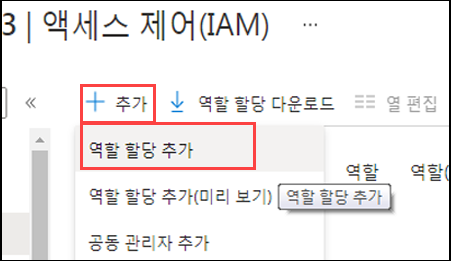 3 | 액세스 제어(IAM) ···
« + 추가 역할 할당 다운로드 열 편집
역할 할당 추가
역할 역할(
역할 할당 추가(미리 보기) 역할 할당 추가
공동 관리자 추가